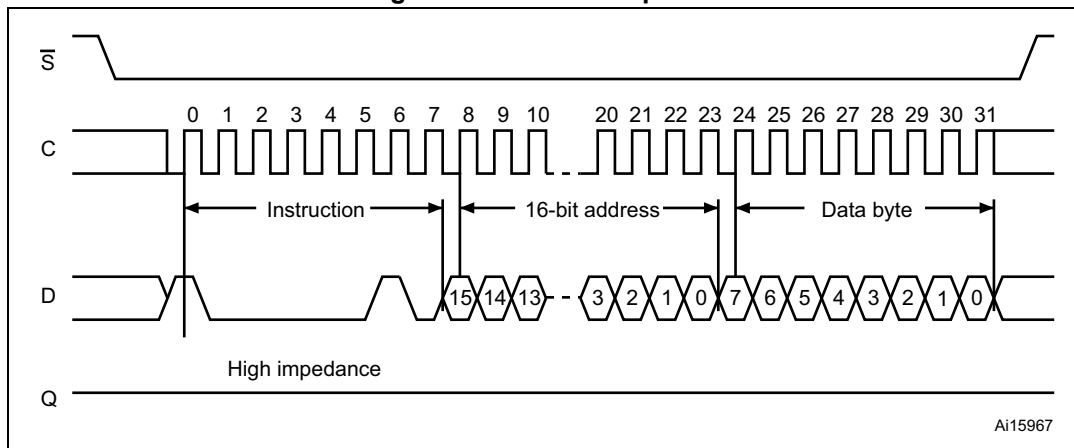 S
0 1 2 3 4 5 6 7 8 9 10 20 21 22 23 24 25 26 27 28 29 30 31
C
Instruction 16-bit address Data byte
D 15 14 13 3 2 1 0 7 6 5 4 3 2 1 0
High impedance
Q
Ai15967